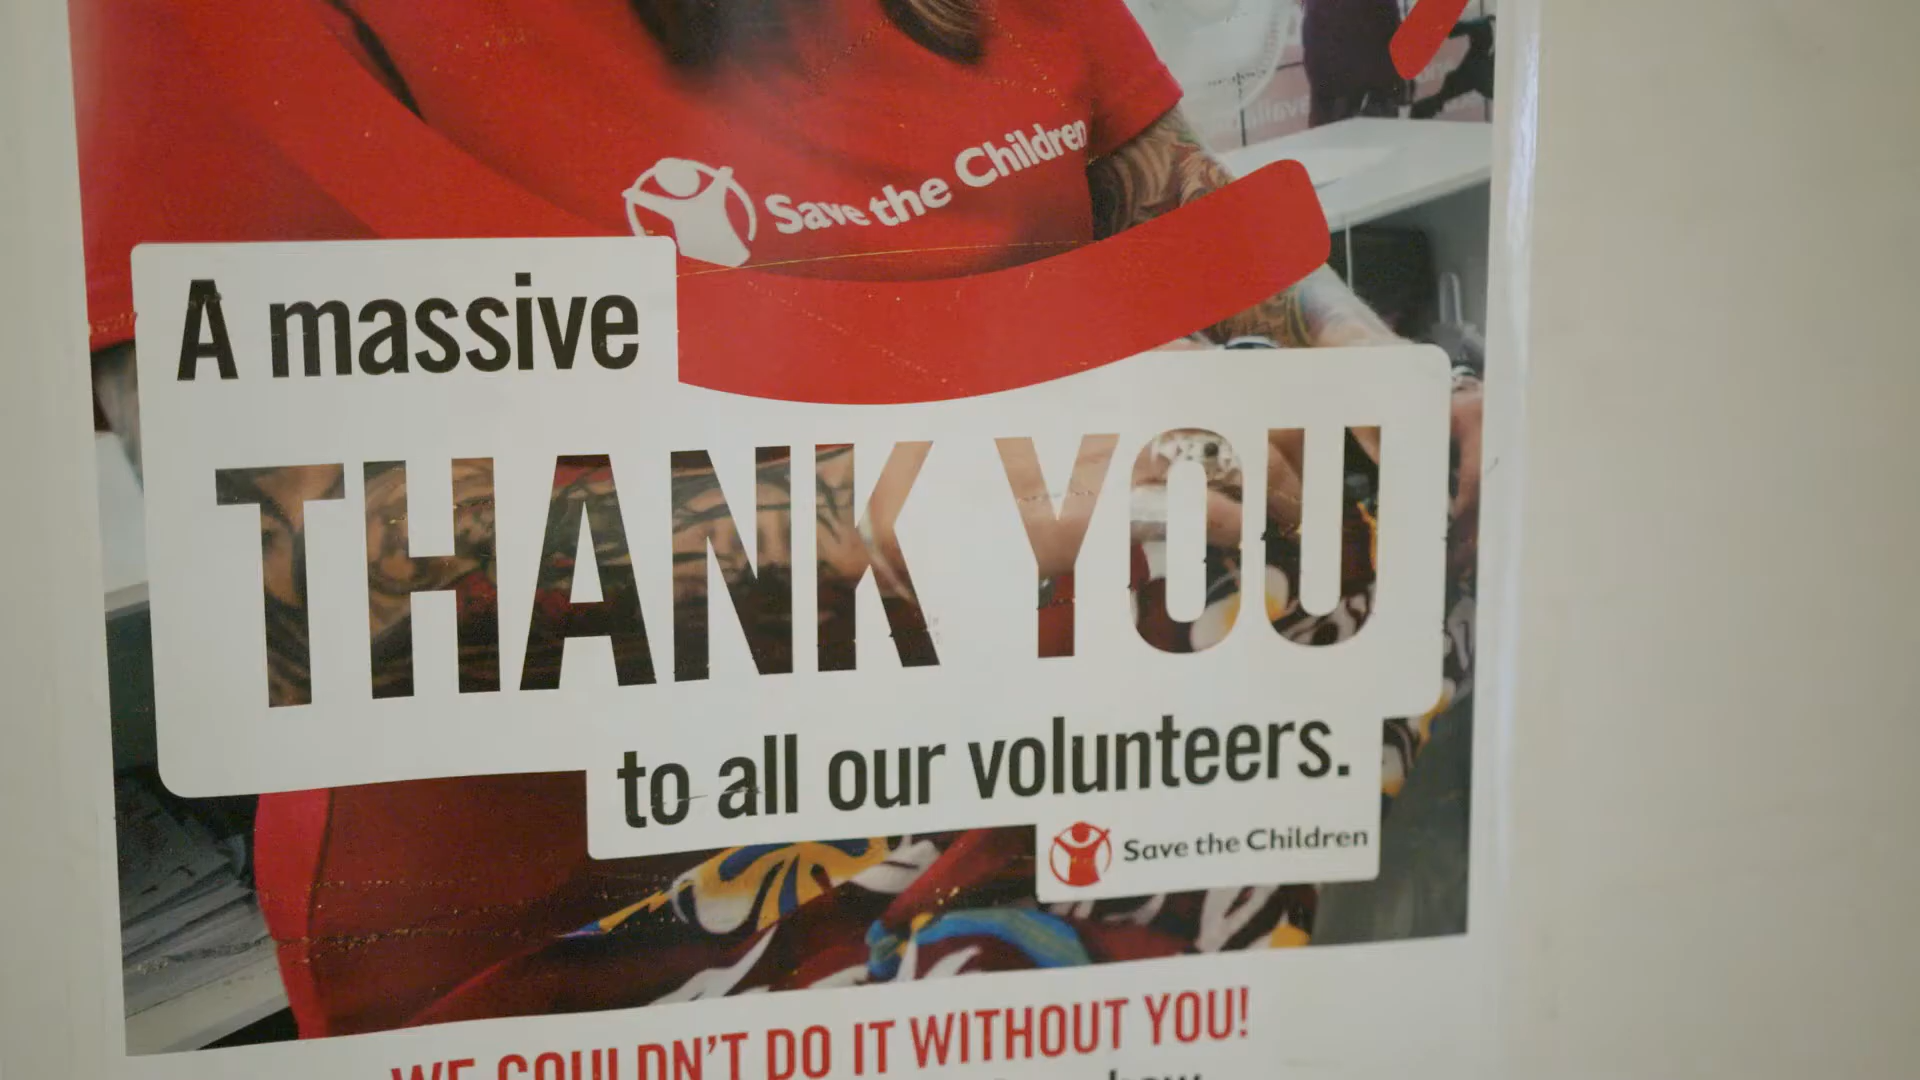 Save the Children
A massive
THANK YOU
to all our volunteers.
Save the Children
WE COULDN'T DO IT WITHOUT YOU!